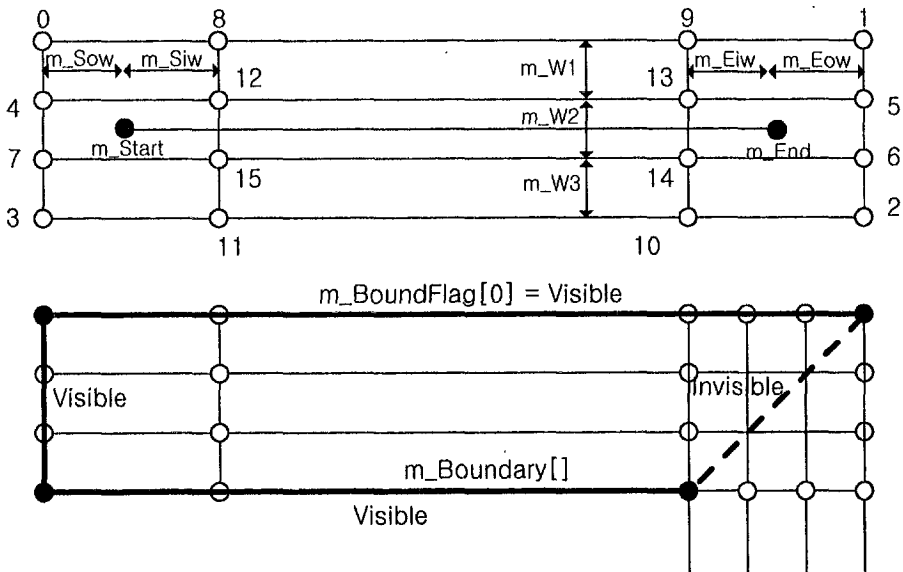 0 8 9 1
m_Sow m_Siw m_W1 m_Eiw m_Eow
12 13
4 5
m_W2
m_Start m_End
7 6
15 m_W3 14
3 2
11 10
m_BoundFlag[0] = Visible
Visible Invisible
m_Boundary[]
Visible